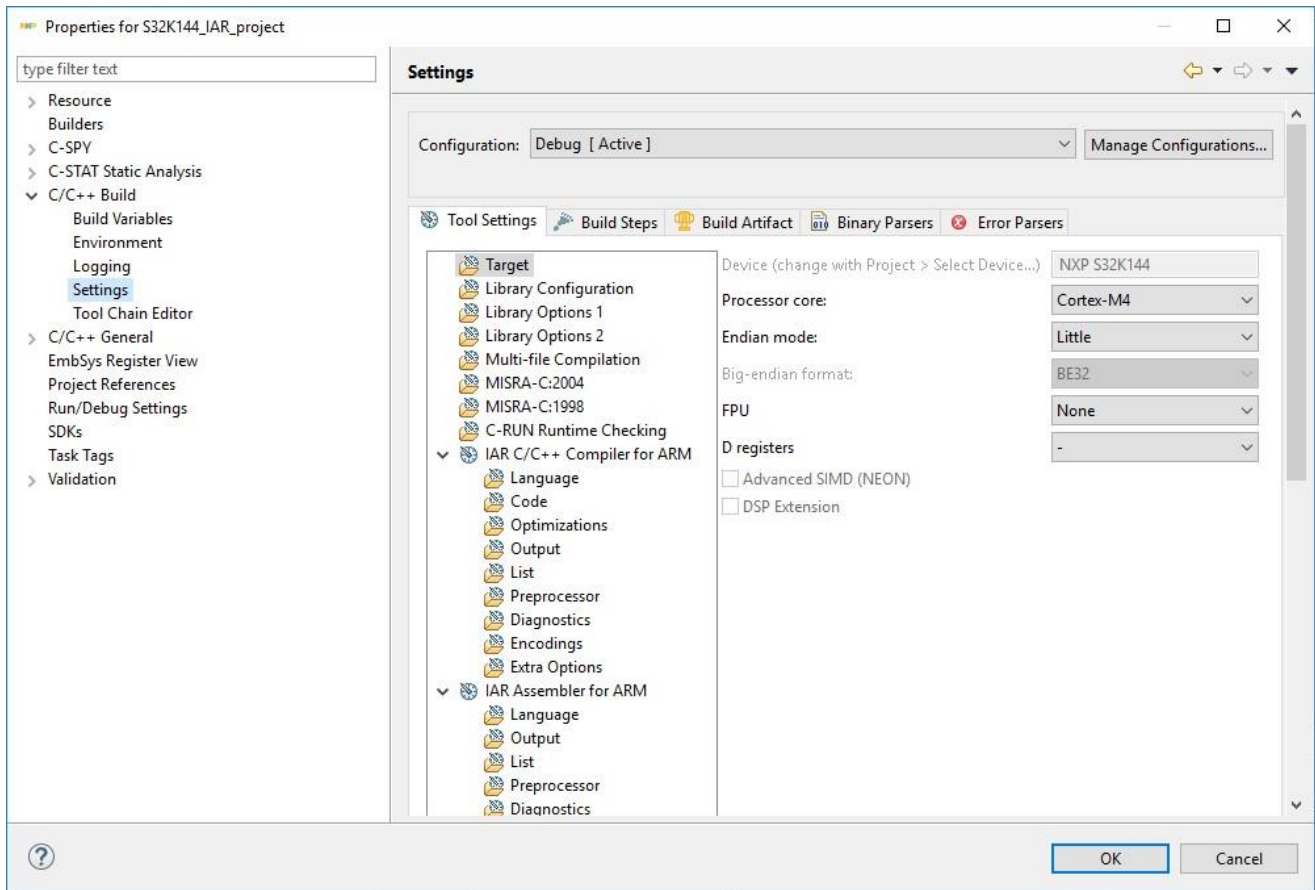 Properties for S32K144_IAR_project
type filter text
Resource
Builders
C-SPY
C-STAT Static Analysis
C/C++ Build
Build Variables
Environment
Logging
Settings
Tool Chain Editor
C/C++ General
EmbSys Register View
Project References
Run/Debug Settings
SDKs
Task Tags
Validation
Settings
Configuration: Debug [ Active ] Manage Configurations...
Tool Settings Build Steps Build Artifact Binary Parsers Error Parsers
Target
Library Configuration
Library Options 1
Library Options 2
Multi-file Compilation
MISRA-C:2004
MISRA-C:1998
C-RUN Runtime Checking
IAR C/C++ Compiler for ARM
Language
Code
Optimizations
Output
List
Preprocessor
Diagnostics
Encodings
Extra Options
IAR Assembler for ARM
Language
Output
List
Preprocessor
Diagnostics
Device (change with Project > Select Device...) NXP S32K144
Processor core: Cortex-M4
Endian mode: Little
Big-endian format: BE32
FPU None
D registers -
Advanced SIMD (NEON)
DSP Extension
OK Cancel